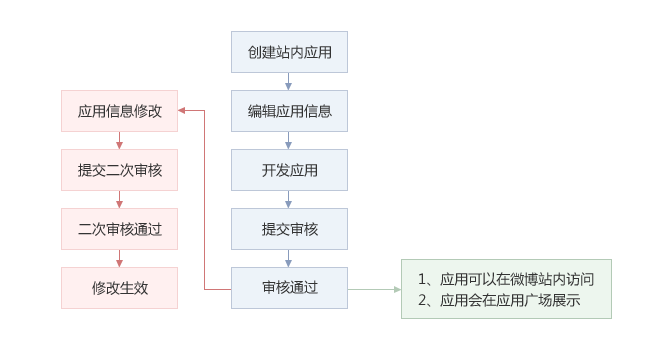 创建站内应用
编辑应用信息
开发应用
提交审核
审核通过
应用信息修改
提交二次审核
二次审核通过
修改生效
1、应用可以在微博站内访问
2、应用会在应用广场展示